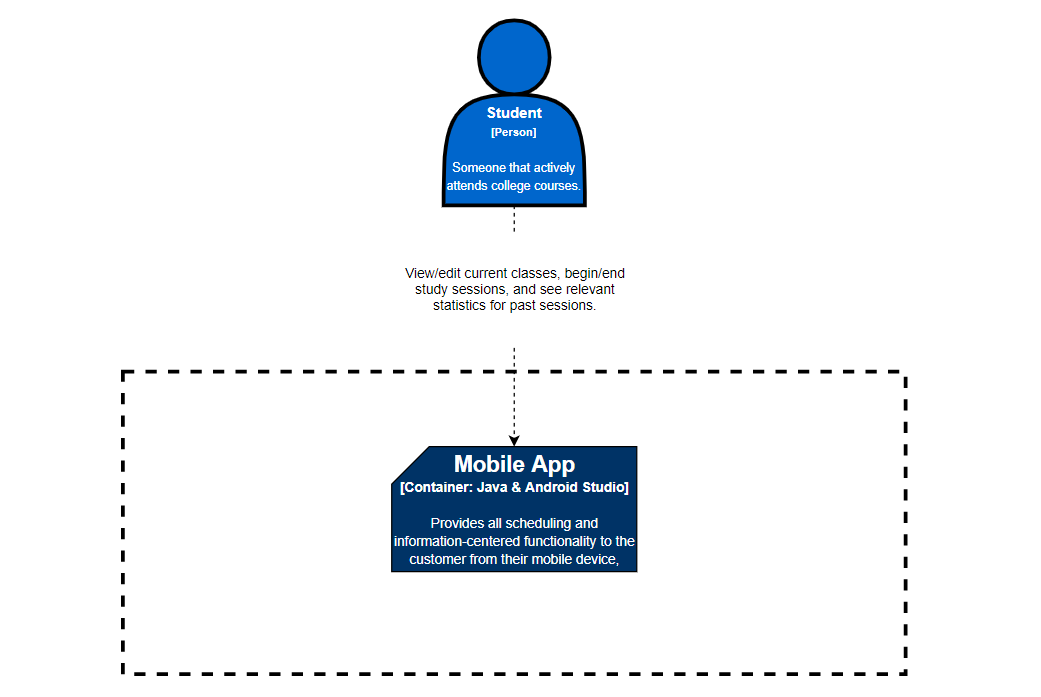 Student
[Person]
Someone that actively
attends college courses.
View/edit current classes, begin/end
study sessions, and see relevant
statistics for past sessions.
Mobile App
[Container: Java & Android Studio]
Provides all scheduling and
information-centered functionality to the
customer from their mobile device,